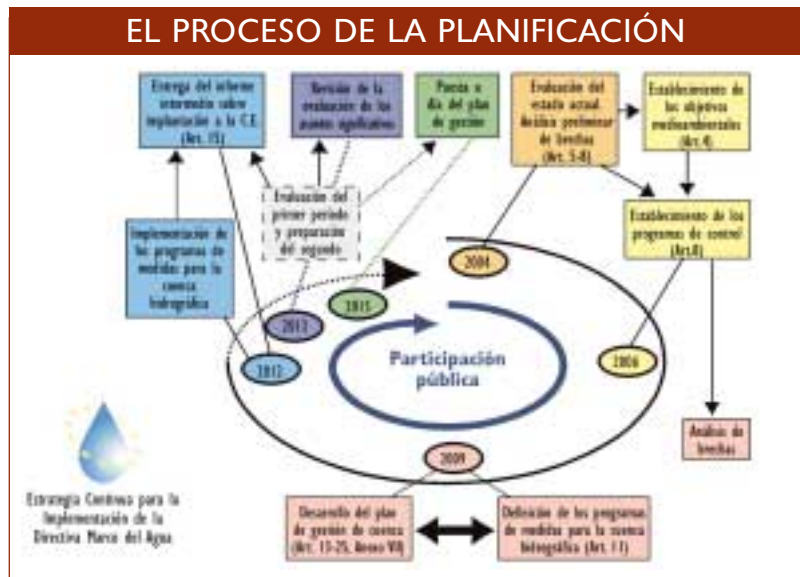 EL PROCESO DE LA PLANIFICACIÓN
Entrega del informe
intermedio sobre
implantación a la C.E.
(Art. 15)
Revisión de la
evaluación de los
puntos significativos
Puesta a
día del plan
de gestión
Evaluación del
estado actual.
Análisis preliminar
de brechas
(Art. 5-8)
Establecimiento de
los objetivos
medioambientales
(Art. 4)
Evaluación del
primer período
y preparación
del segundo
Implementación de
los programas de
medidas para la
cuenca
hidrográfica
Establecimiento de los
programas de control
(Art.8)
2004
2015
2013
2012
2006
2009
Participación
pública
Análisis de
brechas
Desarrollo del plan
de gestión de cuenca
(Art. 13-25, Anexo VII)
Definición de los programas
de medidas para la cuenca
hidrográfica (Art. 11)
Estrategia Continua para la
Implementación de la
Directiva Marco del Agua